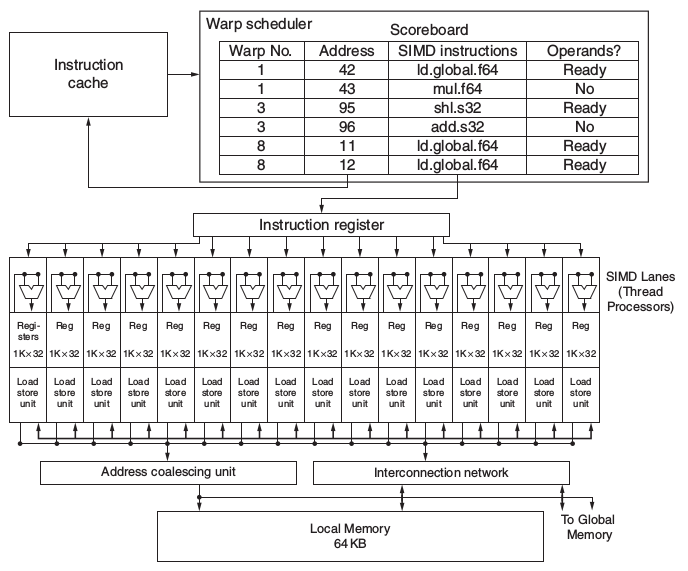 Warp scheduler
Scoreboard
Instruction
cache
Warp No. Address SIMD instructions Operands?
1 42 ld.global.f64 Ready
1 43 mul.f64 No
3 95 shl.s32 Ready
3 96 add.s32 No
8 11 ld.global.f64 Ready
8 12 ld.global.f64 Ready
Instruction register
SIMD Lanes
(Thread
Processors)
Regi- Reg Reg Reg Reg Reg Reg Reg Reg Reg Reg Reg Reg Reg Reg Reg
sters
1K×32 1K×32 1K×32 1K×32 1K×32 1K×32 1K×32 1K×32 1K×32 1K×32 1K×32 1K×32 1K×32 1K×32 1K×32 1K×32
Load Load Load Load Load Load Load Load Load Load Load Load Load Load Load Load
store store store store store store store store store store store store store store store store
unit unit unit unit unit unit unit unit unit unit unit unit unit unit unit unit
Address coalescing unit
Interconnection network
Local Memory
64 KB
To Global
Memory